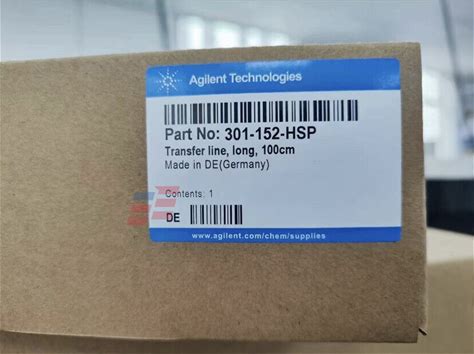 Agilent Technologies
Part No: 301-152-HSP
Transfer line, long, 100cm
Made in DE(Germany)
Contents: 1
DE
www.agilent.com/chem/supplies